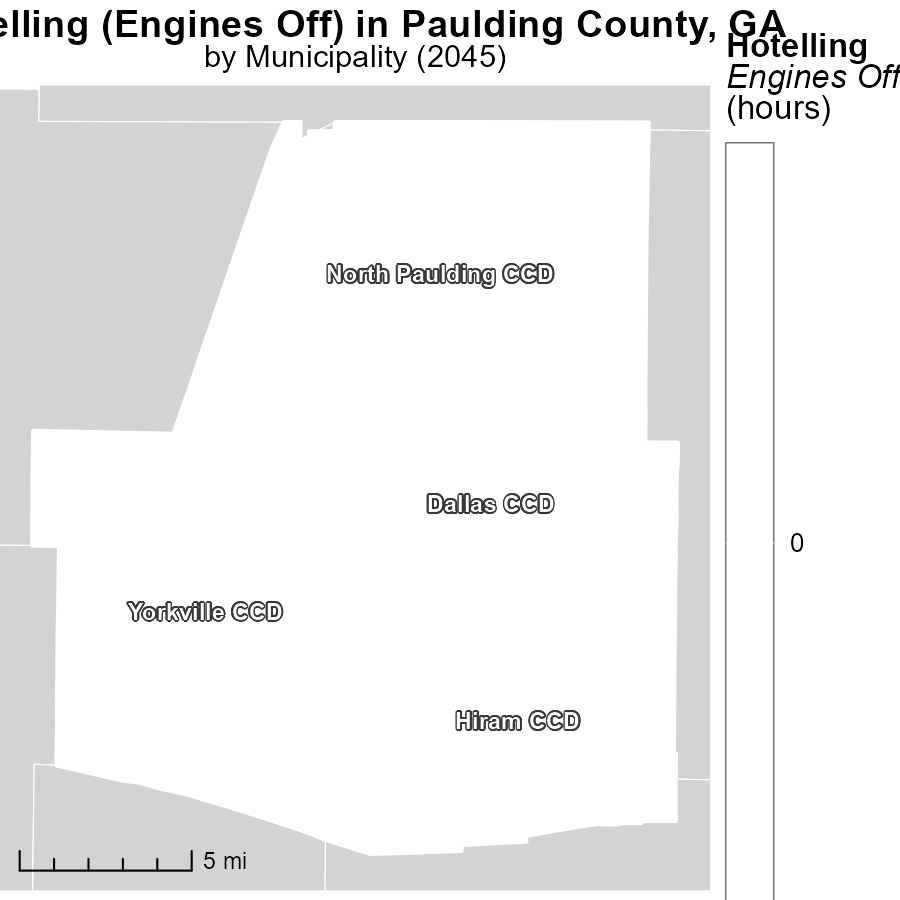 elling (Engines Off) in Paulding County, GA
by Municipality (2045)
Hotelling
Engines Off
(hours)
North Paulding CCD
Dallas CCD
0
Yorkville CCD
Hiram CCD
5 mi